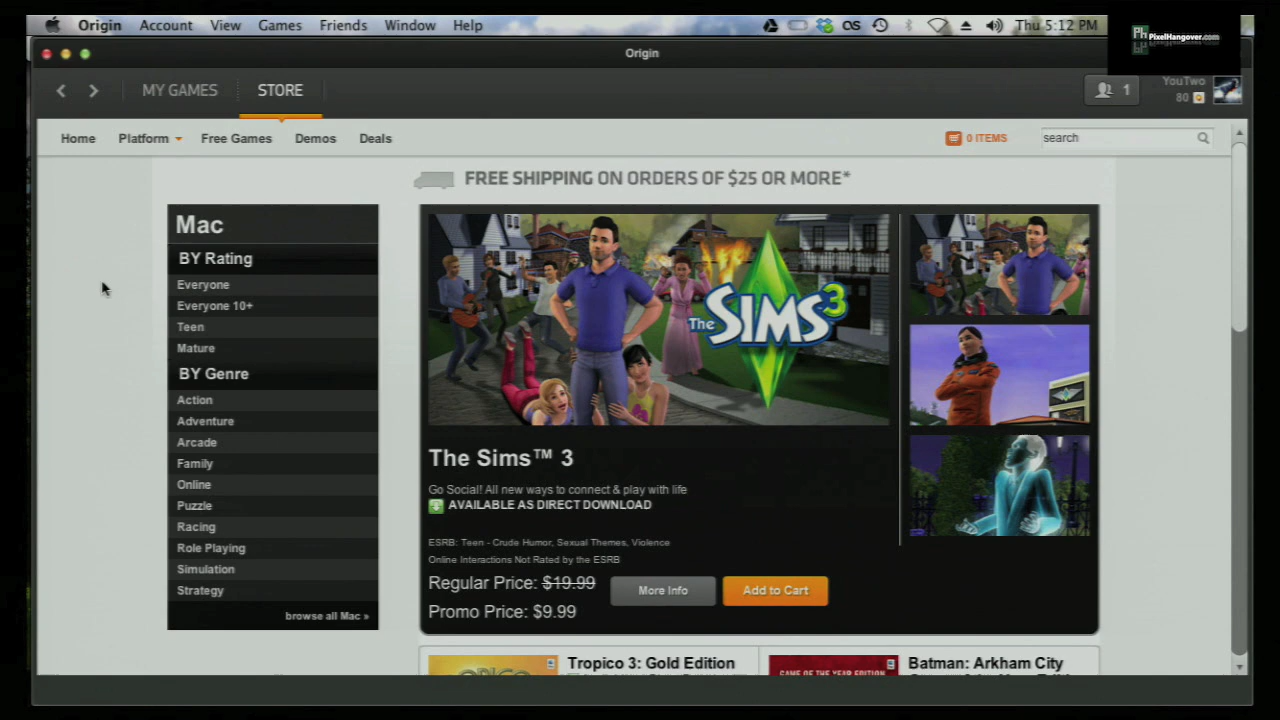 Origin Account View Games Friends Window Help
Thu 5:12 PM
PH
PixelHangover.com
Origin
MY GAMES STORE
1
YouTwo
80
Home Platform Free Games Demos Deals
0 ITEMS
search
FREE SHIPPING ON ORDERS OF $25 OR MORE*
Mac
BY Rating
Everyone
Everyone 10+
Teen
Mature
BY Genre
Action
Adventure
Arcade
Family
Online
Puzzle
Racing
Role Playing
Simulation
Strategy
browse all Mac »
The SIMS 3
The Sims™ 3
Go Social! All new ways to connect & play with life
AVAILABLE AS DIRECT DOWNLOAD
ESRB: Teen - Crude Humor, Sexual Themes, Violence
Online Interactions Not Rated by the ESRB
Regular Price: $19.99
More Info
Add to Cart
Promo Price: $9.99
Tropico 3: Gold Edition
GAME OF THE YEAR EDITION
Batman: Arkham City